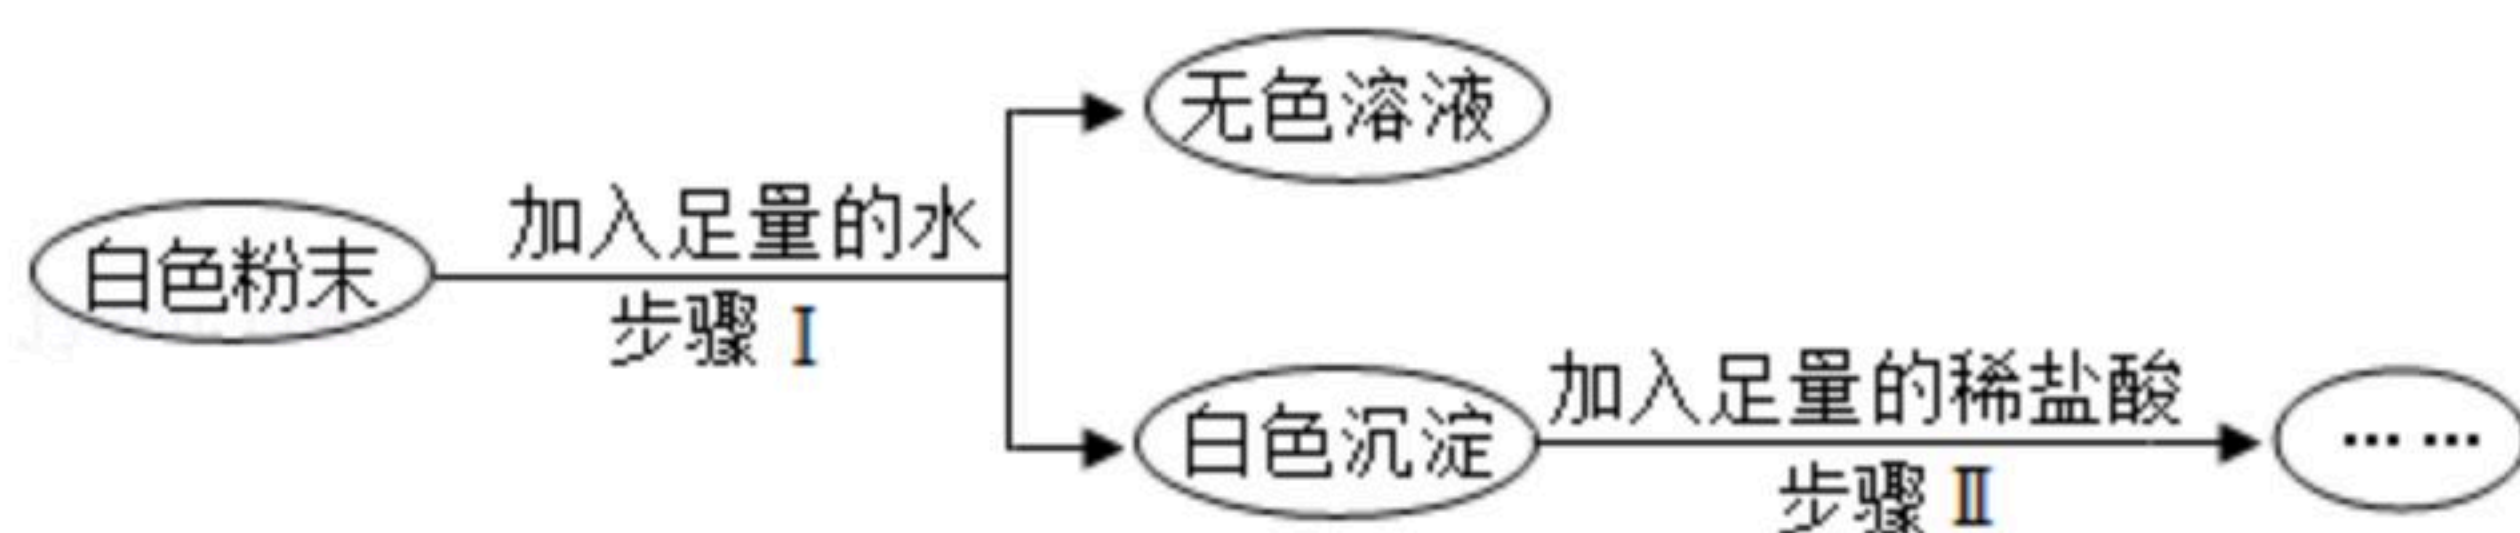 无色溶液
加入足量的水
白色粉末
步骤 Ⅰ
加入足量的稀盐酸
白色沉淀
……
步骤 Ⅱ